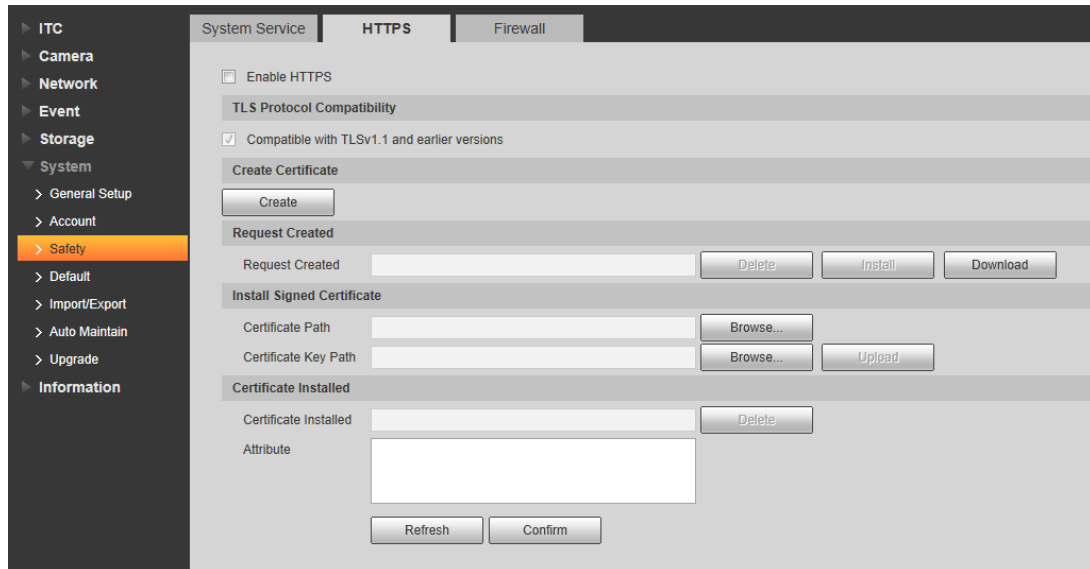 ITC
Camera
Network
Event
Storage
System
General Setup
Account
Safety
Default
Import/Export
Auto Maintain
Upgrade
Information
System Service HTTPS Firewall
Enable HTTPS
TLS Protocol Compatibility
Compatible with TLSv1.1 and earlier versions
Create Certificate
Create
Request Created
Request Created Delete Install Download
Install Signed Certificate
Certificate Path Browse...
Certificate Key Path Browse... Upload
Certificate Installed
Certificate Installed Delete
Attribute
Refresh Confirm